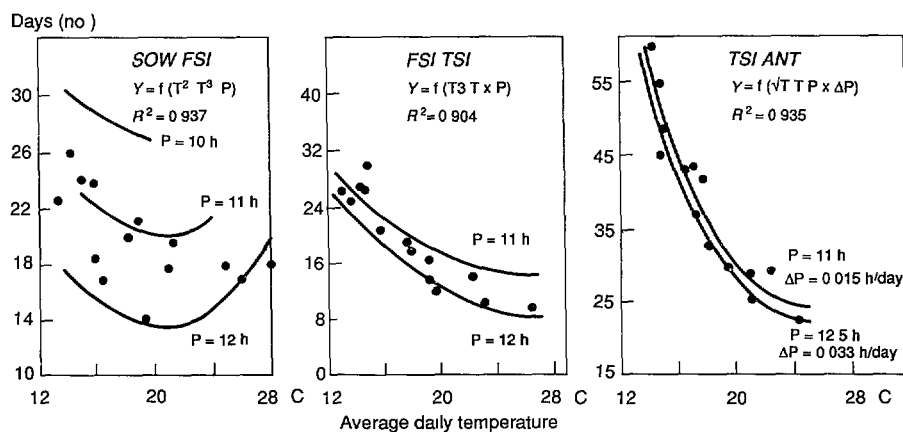 Days (no )
SOW FSI
Y = f (T² T³ P)
R² = 0 937
P = 10 h
P = 11 h
P = 12 h
30
26
22
18
14
12
20
28
C
FSI TSI
Y = f (T3 T x P)
R² = 0 904
P = 11 h
P = 12 h
40
32
24
16
8
0
12
20
28
C
TSI ANT
Y = f (√T T P x ΔP)
R² = 0 935
P = 11 h
ΔP = 0 015 h/day
P = 12 5 h
ΔP = 0 033 h/day
55
45
35
25
15
12
20
28
C
Average daily temperature